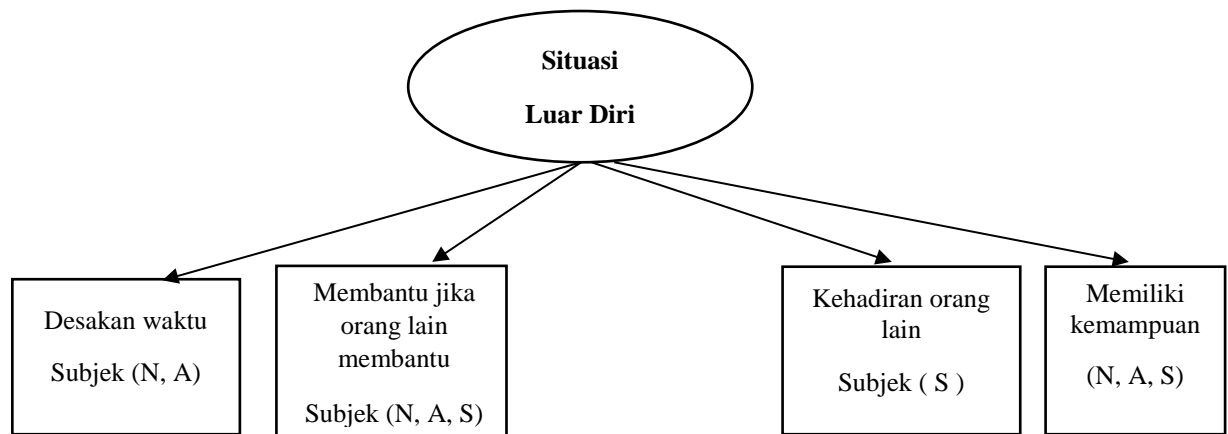 Situasi
Luar Diri
Desakan waktu
Subjek (N, A)
Membantu jika
orang lain
membantu
Subjek (N, A, S)
Kehadiran orang
lain
Subjek ( S )
Memiliki
kemampuan
(N, A, S)